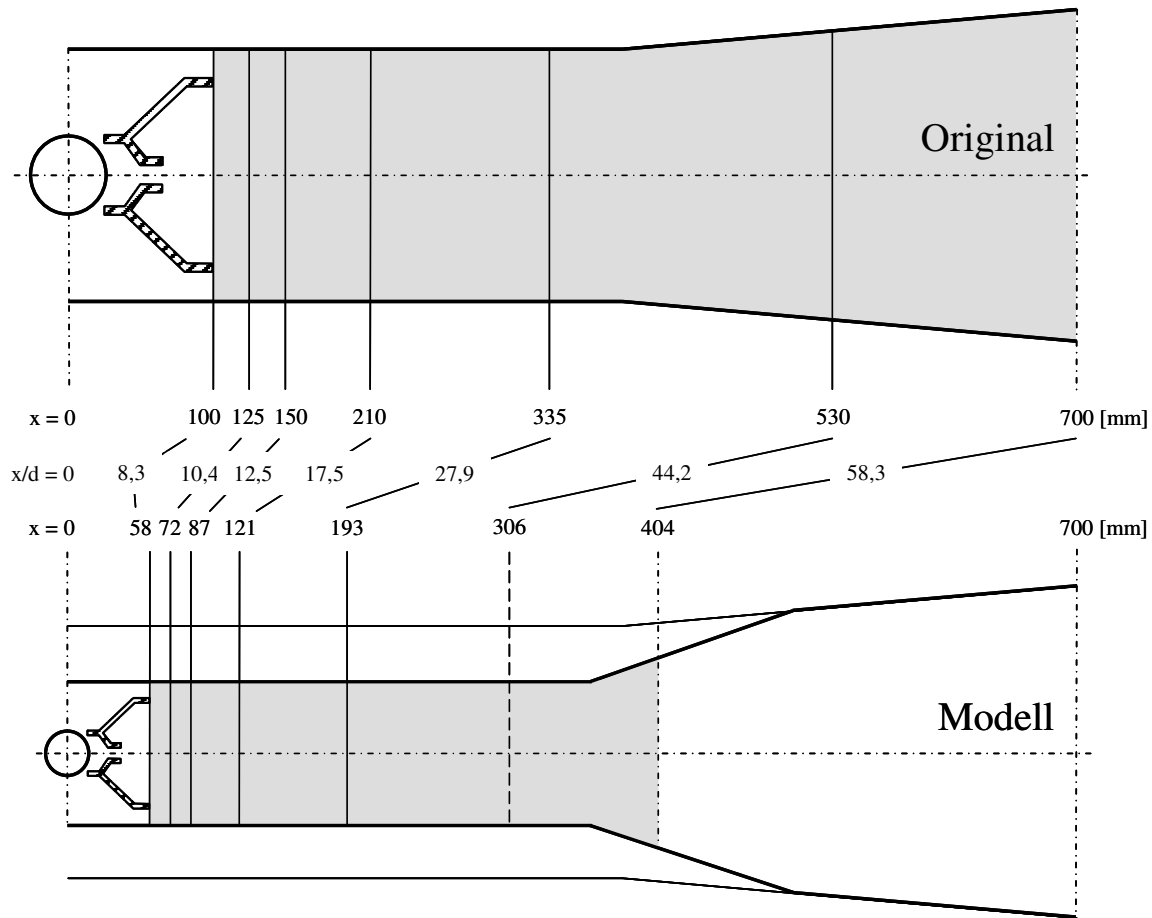 Original
x = 0 100 125 150 210 335 530 700 [mm]
x/d = 0 8,3 10,4 12,5 17,5 27,9 44,2 58,3
x = 0 58 72 87 121 193 306 404 700 [mm]
Modell